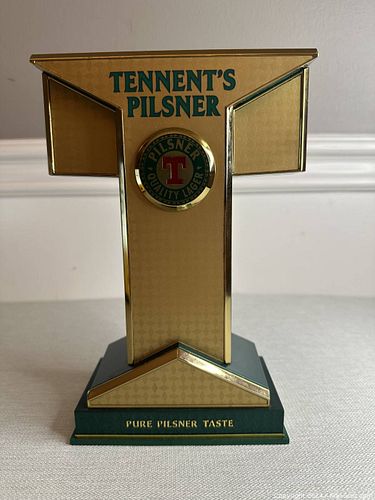 TENNENT'S
PILSNER
PILSNER
T
QUALITY LAGER
PURE PILSNER TASTE